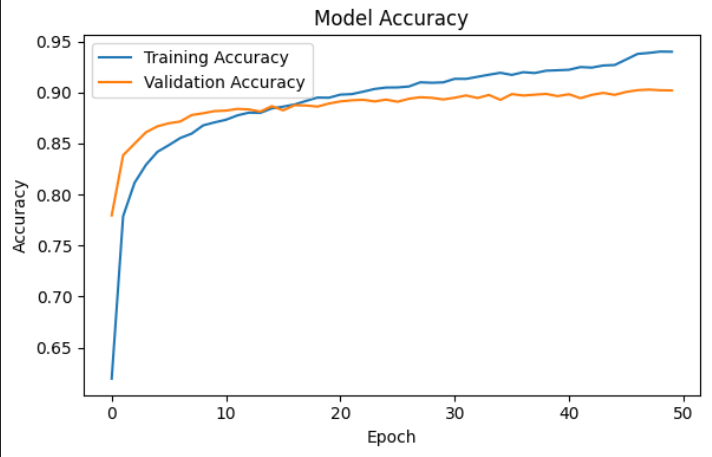 Model Accuracy
Training Accuracy
Validation Accuracy
0.95
0.90
0.85
0.80
0.75
0.70
0.65
Accuracy
0 10 20 30 40 50
Epoch